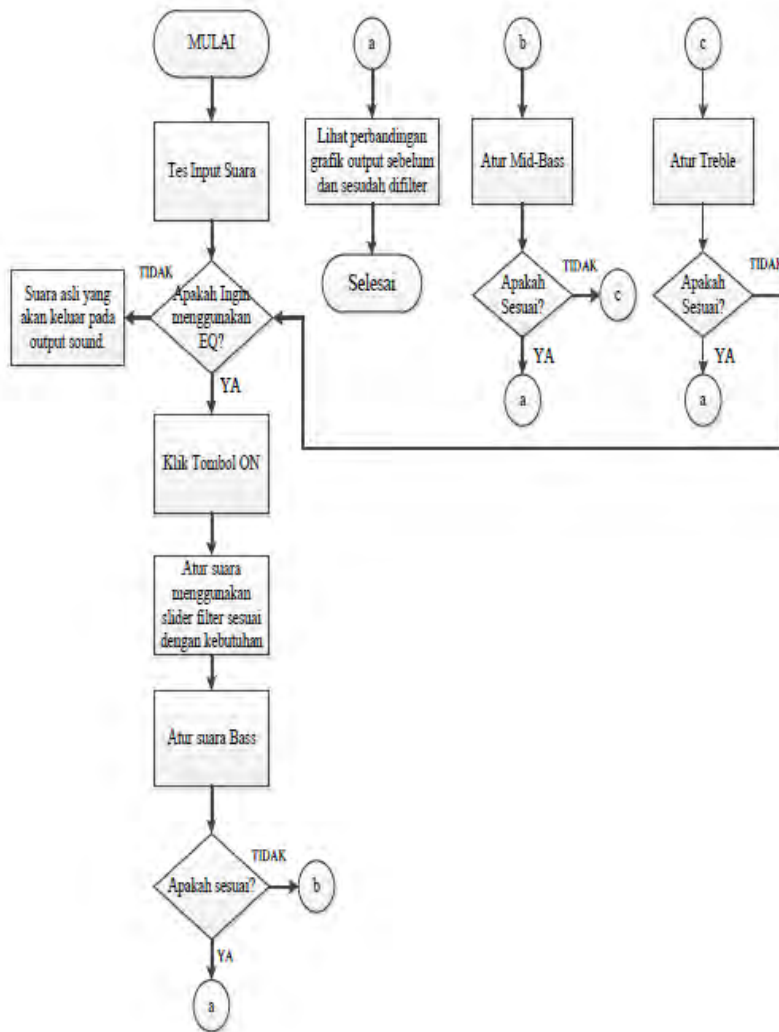 MULAI
Tes Input Suara
TIDAK
Apakah Ingin
menggunakan
EQ?
Suara asli yang
akan keluar pada
output sound.
YA
Klik Tombol ON
Atur suara
menggunakan
slider filter sesuai
dengan kebutuhan
Atur suara Bass
TIDAK
Apakah sesuai?
b
YA
a
a
Lihat perbandingan
grafik output sebelum
dan sesudah difilter
Selesai
b
Atur Mid-Bass
TIDAK
Apakah
Sesuai?
c
YA
a
c
Atur Treble
TIDAK
Apakah
Sesuai?
YA
a